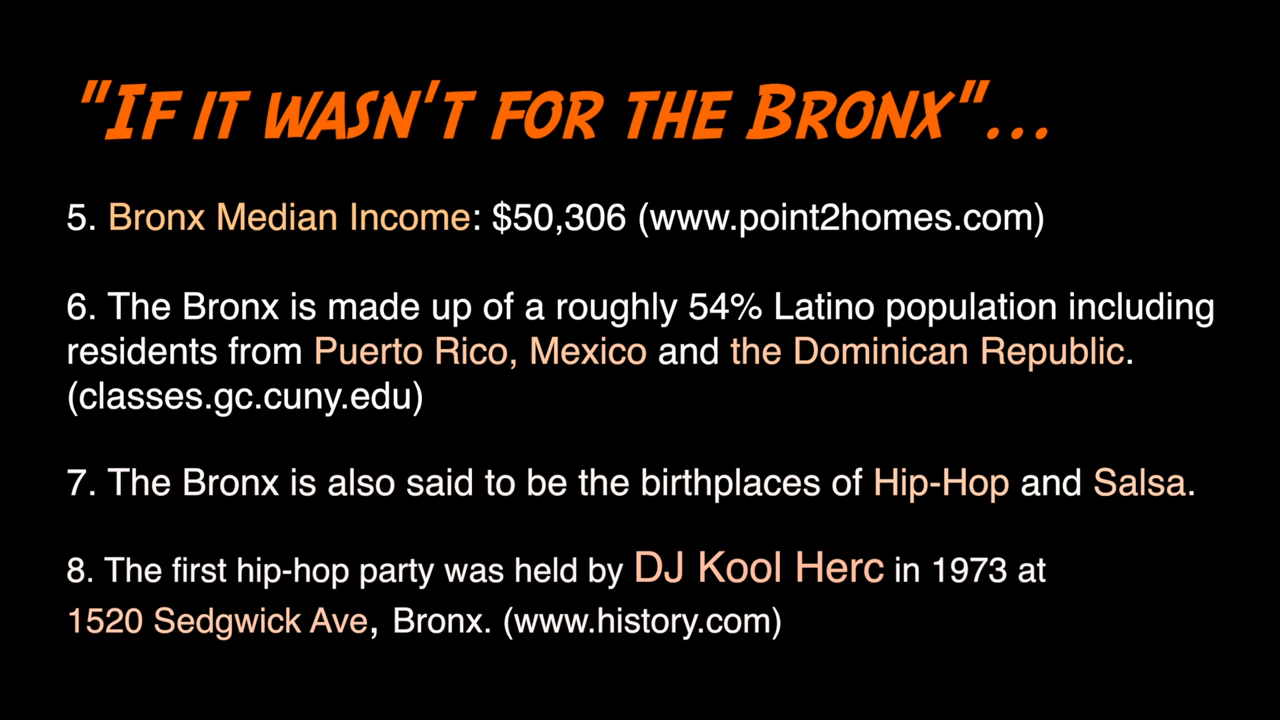 "If it wasn't for the Bronx"...
5. Bronx Median Income: $50,306 (www.point2homes.com)
6. The Bronx is made up of a roughly 54% Latino population including
residents from Puerto Rico, Mexico and the Dominican Republic.
(classes.gc.cuny.edu)
7. The Bronx is also said to be the birthplaces of Hip-Hop and Salsa.
8. The first hip-hop party was held by DJ Kool Herc in 1973 at
1520 Sedgwick Ave, Bronx. (www.history.com)